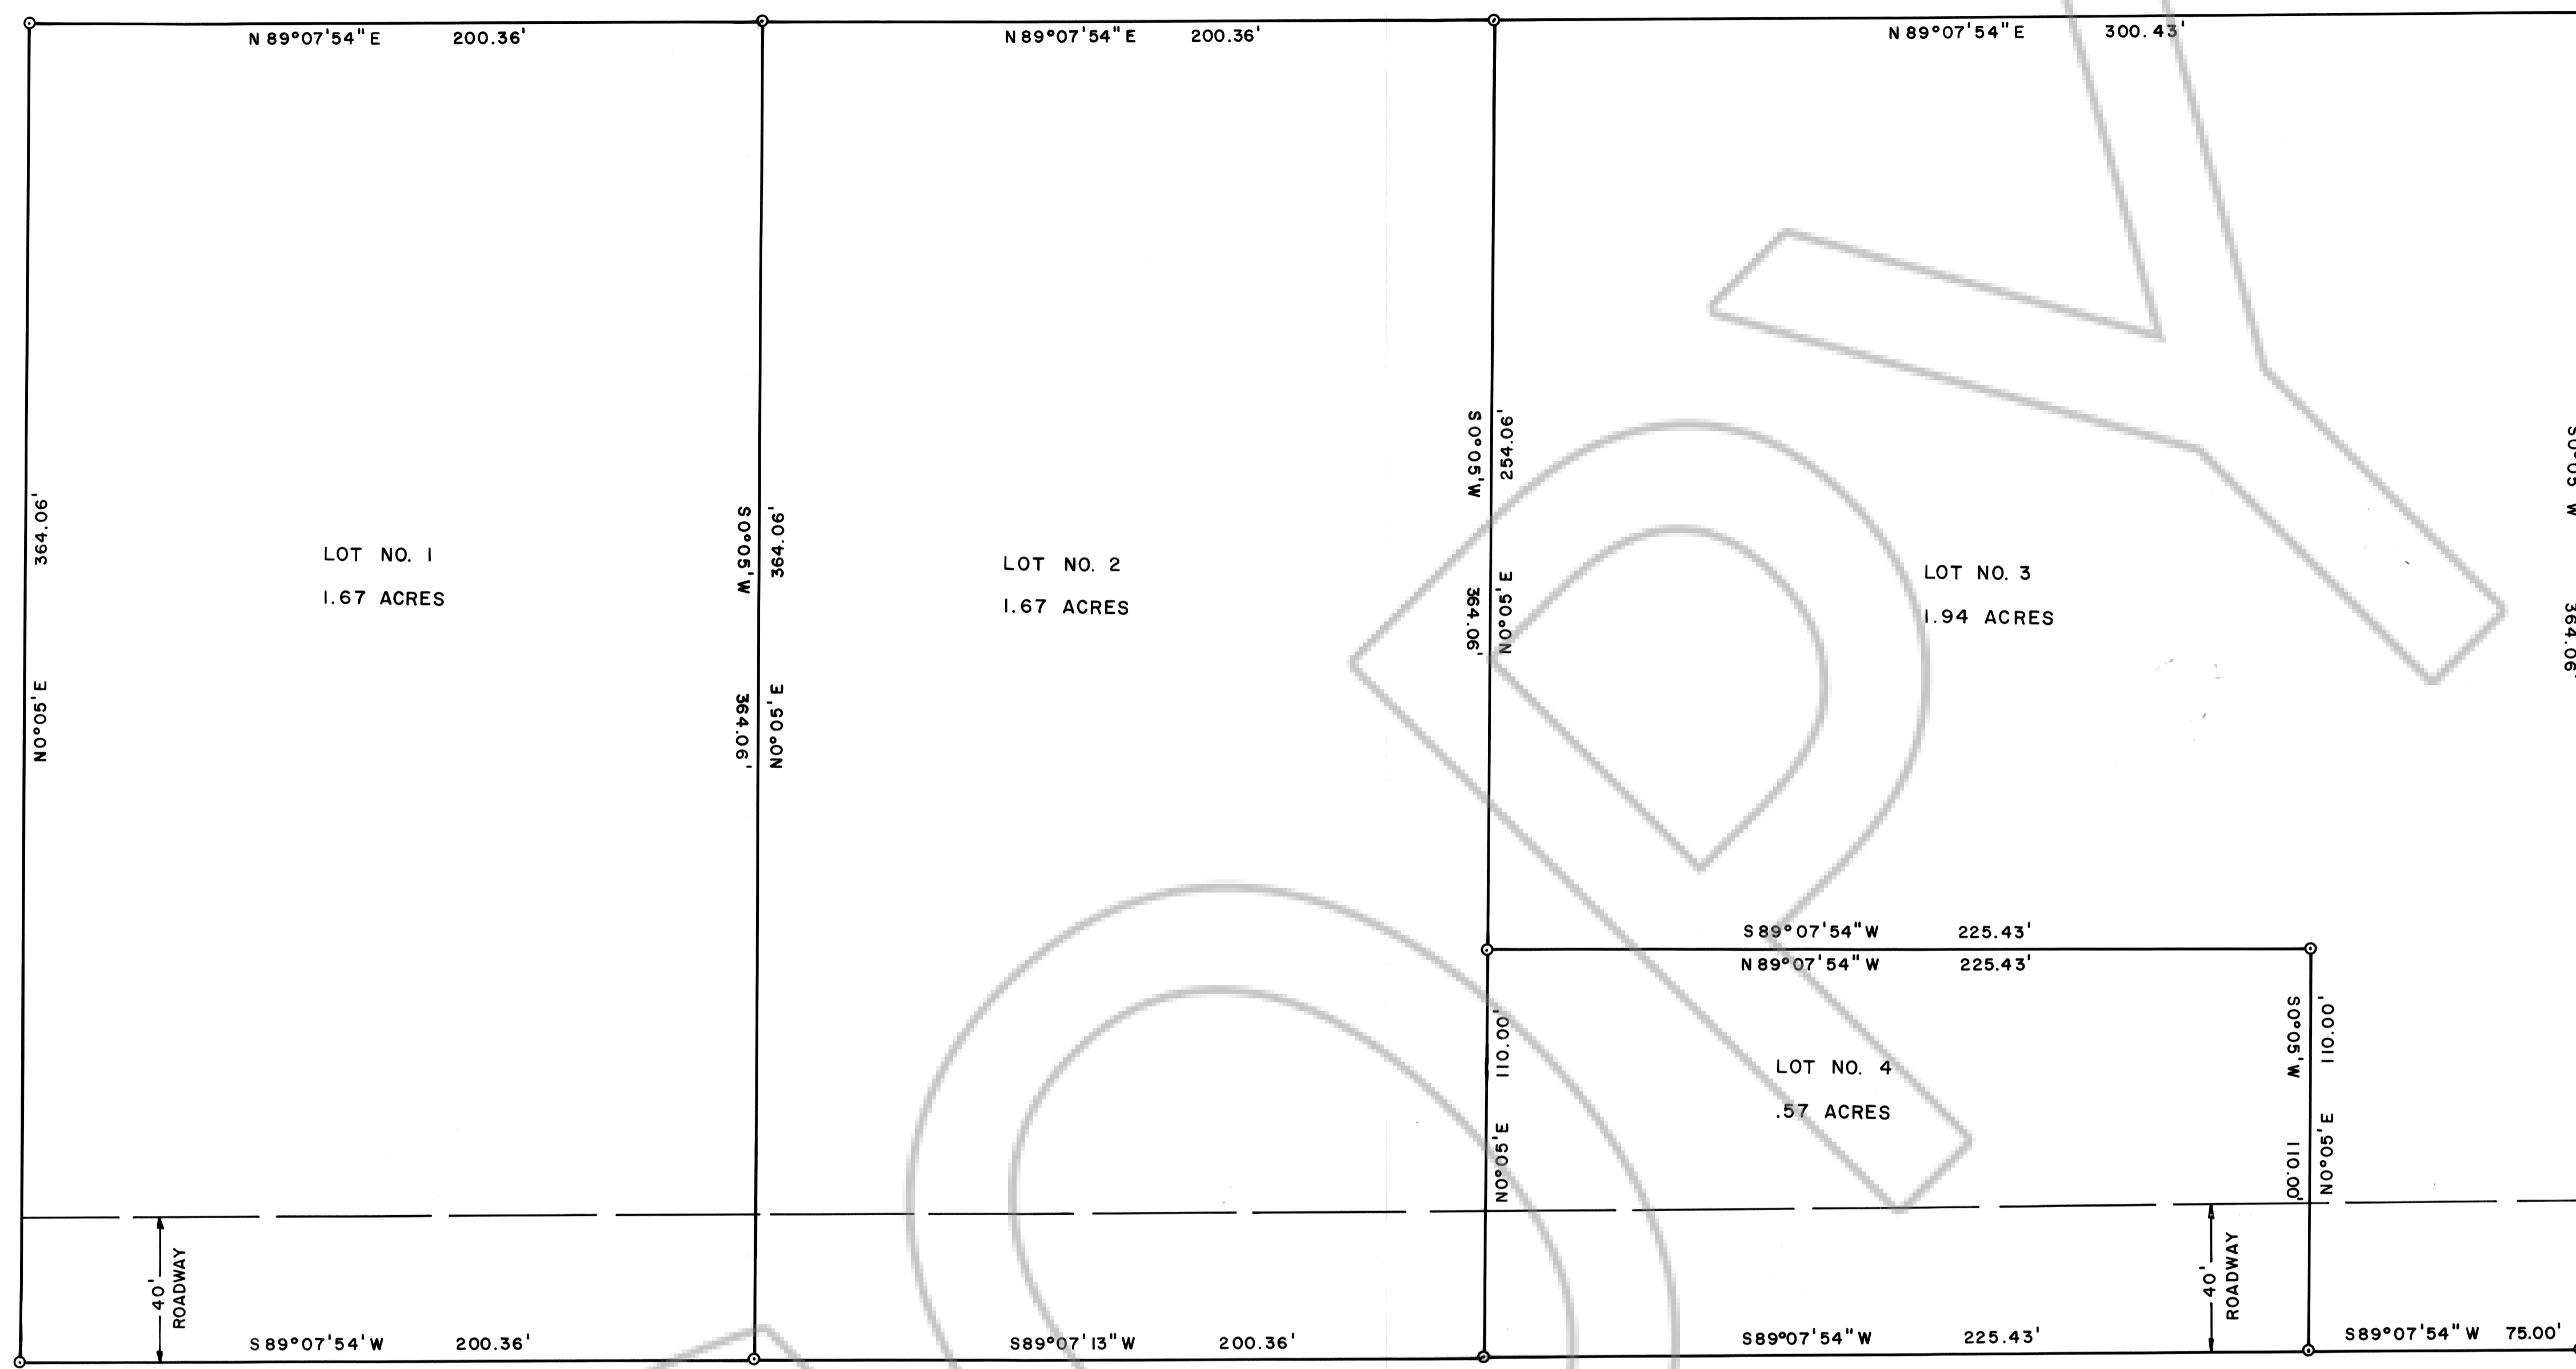 N 89°07'54" E 200.36'
N 89°07'54" E 200.36'
N 89°07'54" E 300.43'
364.06'
N0°05'E
LOT NO. 1
1.67 ACRES
S0°05'W 364.06'
N0°05'E 364.06'
LOT NO. 2
1.67 ACRES
S0°05'W 364.06'
N0°05'E 254.06'
LOT NO. 3
1.94 ACRES
S0°05'W 364.06'
S89°07'54"W 225.43'
N89°07'54"W 225.43'
N0°05'E 110.00'
LOT NO. 4
.57 ACRES
S0°05'W 110.00'
N0°05'E 110.00'
40'
ROADWAY
40'
ROADWAY
S89°07'54'W 200.36'
S89°07'13"W 200.36'
S89°07'54"W 225.43'
S89°07'54"W 75.00'
OPY